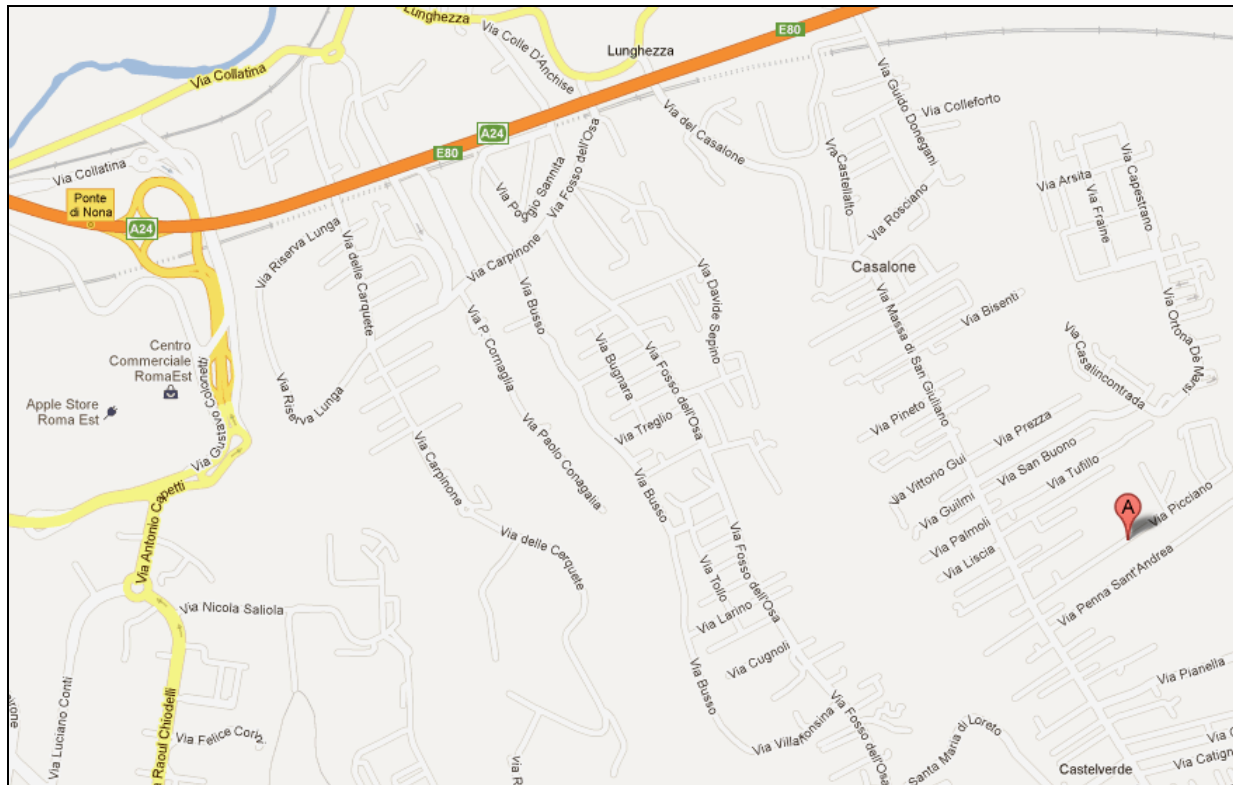 Lunghezza
Via Colle D'Anchise
Lunghezza
E80
Via Collatina
Via Guido Donegani
Via Colleforto
Via del Casalone
A24
E80
Via Fosso dell'Osa
Via Poggio Sannita
Via Castellalto
Via Capestrano
Via Collatina
Via Arsita
Via Fraine
Ponte
di Nona
A24
Via Rosciano
Via Riserva Lunga
Via delle Carquete
Via Carpinone
Casalone
Via Davide Sepino
Via Massa di San Giuliano
Via Bisenti
Via Ortona Dè Marsi
Via P. Cornaglia
Via Busso
Via Casalincontrada
Centro
Commerciale
RomaEst
Via Gustavo Colonetti
Via Bugnara
Via Fosso dell'Osa
Apple Store
Roma Est
Via Riserva Lunga
Via Treglio
Via Pineto
Via Prezza
Via Carpinone
Via Paolo Conagalia
Via San Buono
Via Vittorio Gui
Via Tufillo
Via Antonio Capetti
Via Busso
Via Guilmi
A
Via Picciano
Via Palmoli
Via Liscia
Via delle Cerquete
Via Fosso dell'Osa
Via Tollo
Via Penna Sant'Andrea
Via Nicola Saliola
Via Larino
Via Cugnoli
Via Pianella
Via Luciano Conti
Raoul Chiodelli
Via Busso
Via Felice Corly.
Via Villafonsina
Via Fosso dell'Osa
Santa Maria di Loreto
Castelverde
Via Catign